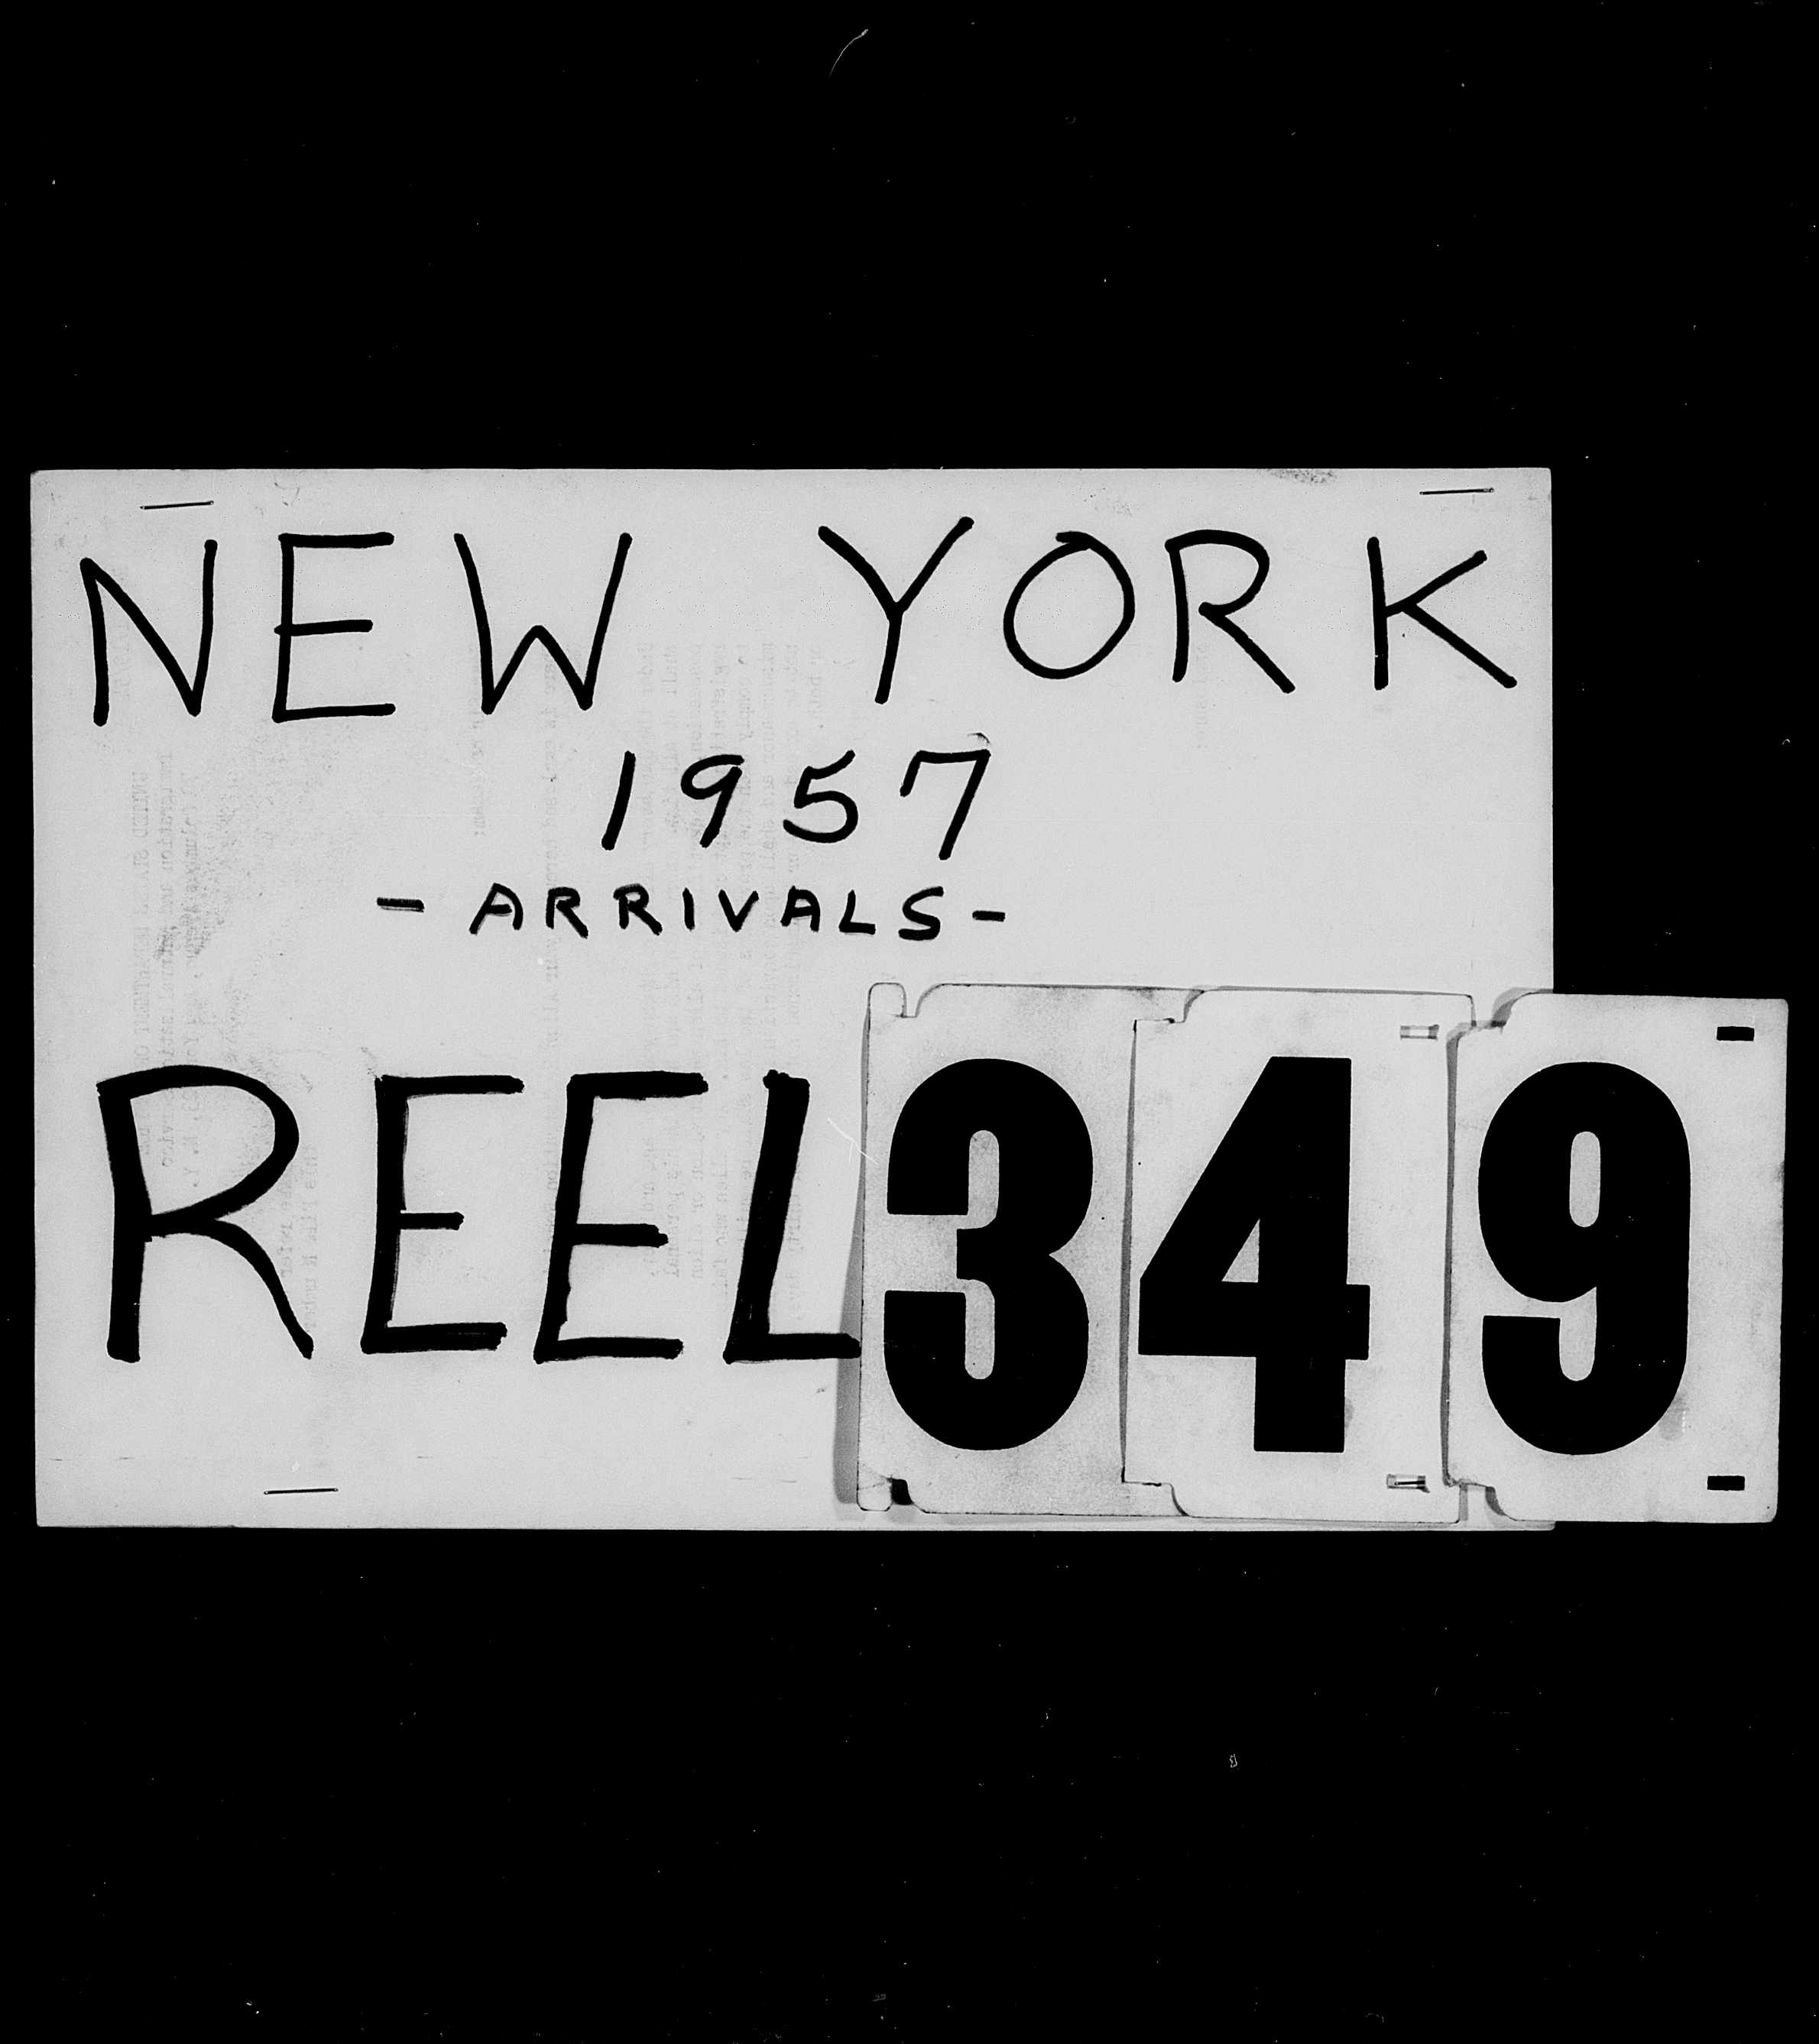 NEW YORK
1957
- ARRIVALS -
REEL 349